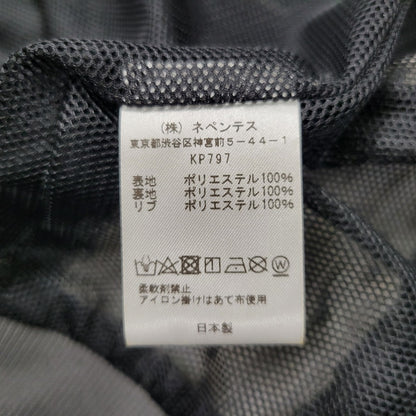 (株) ネペンテス
東京都渋谷区神宮前5-44-1
KP797
表地 ポリエステル100%
裏地 ポリエステル100%
リブ ポリエステル100%
柔軟剤禁止
アイロン掛けはあて布使用
日本製